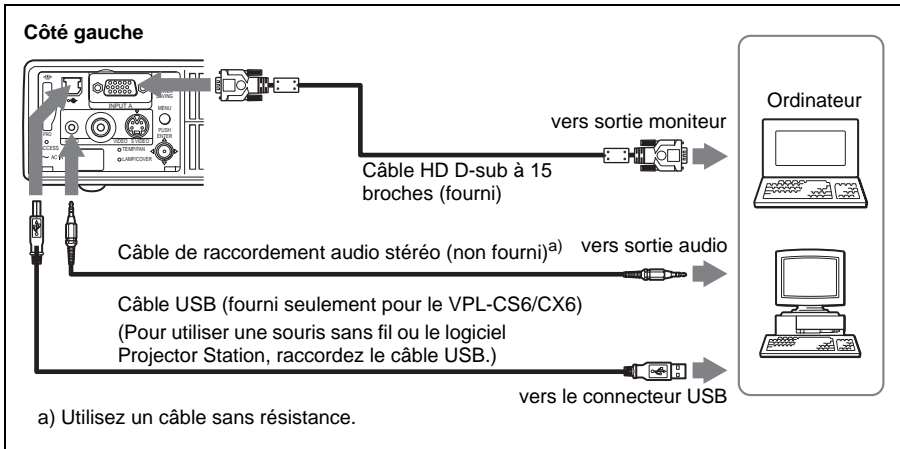 Côté gauche
INPUT A
MENU
PUSH
ENTER
PRO
VIDEO S VIDEO
TEMP/FAN
LAMP/COVER
Ordinateur
vers sortie moniteur
Câble HD D-sub à 15
broches (fourni)
Câble de raccordement audio stéréo (non fourni)a)
vers sortie audio
Câble USB (fourni seulement pour le VPL-CS6/CX6)
(Pour utiliser une souris sans fil ou le logiciel
Projector Station, raccordez le câble USB.)
vers le connecteur USB
a) Utilisez un câble sans résistance.